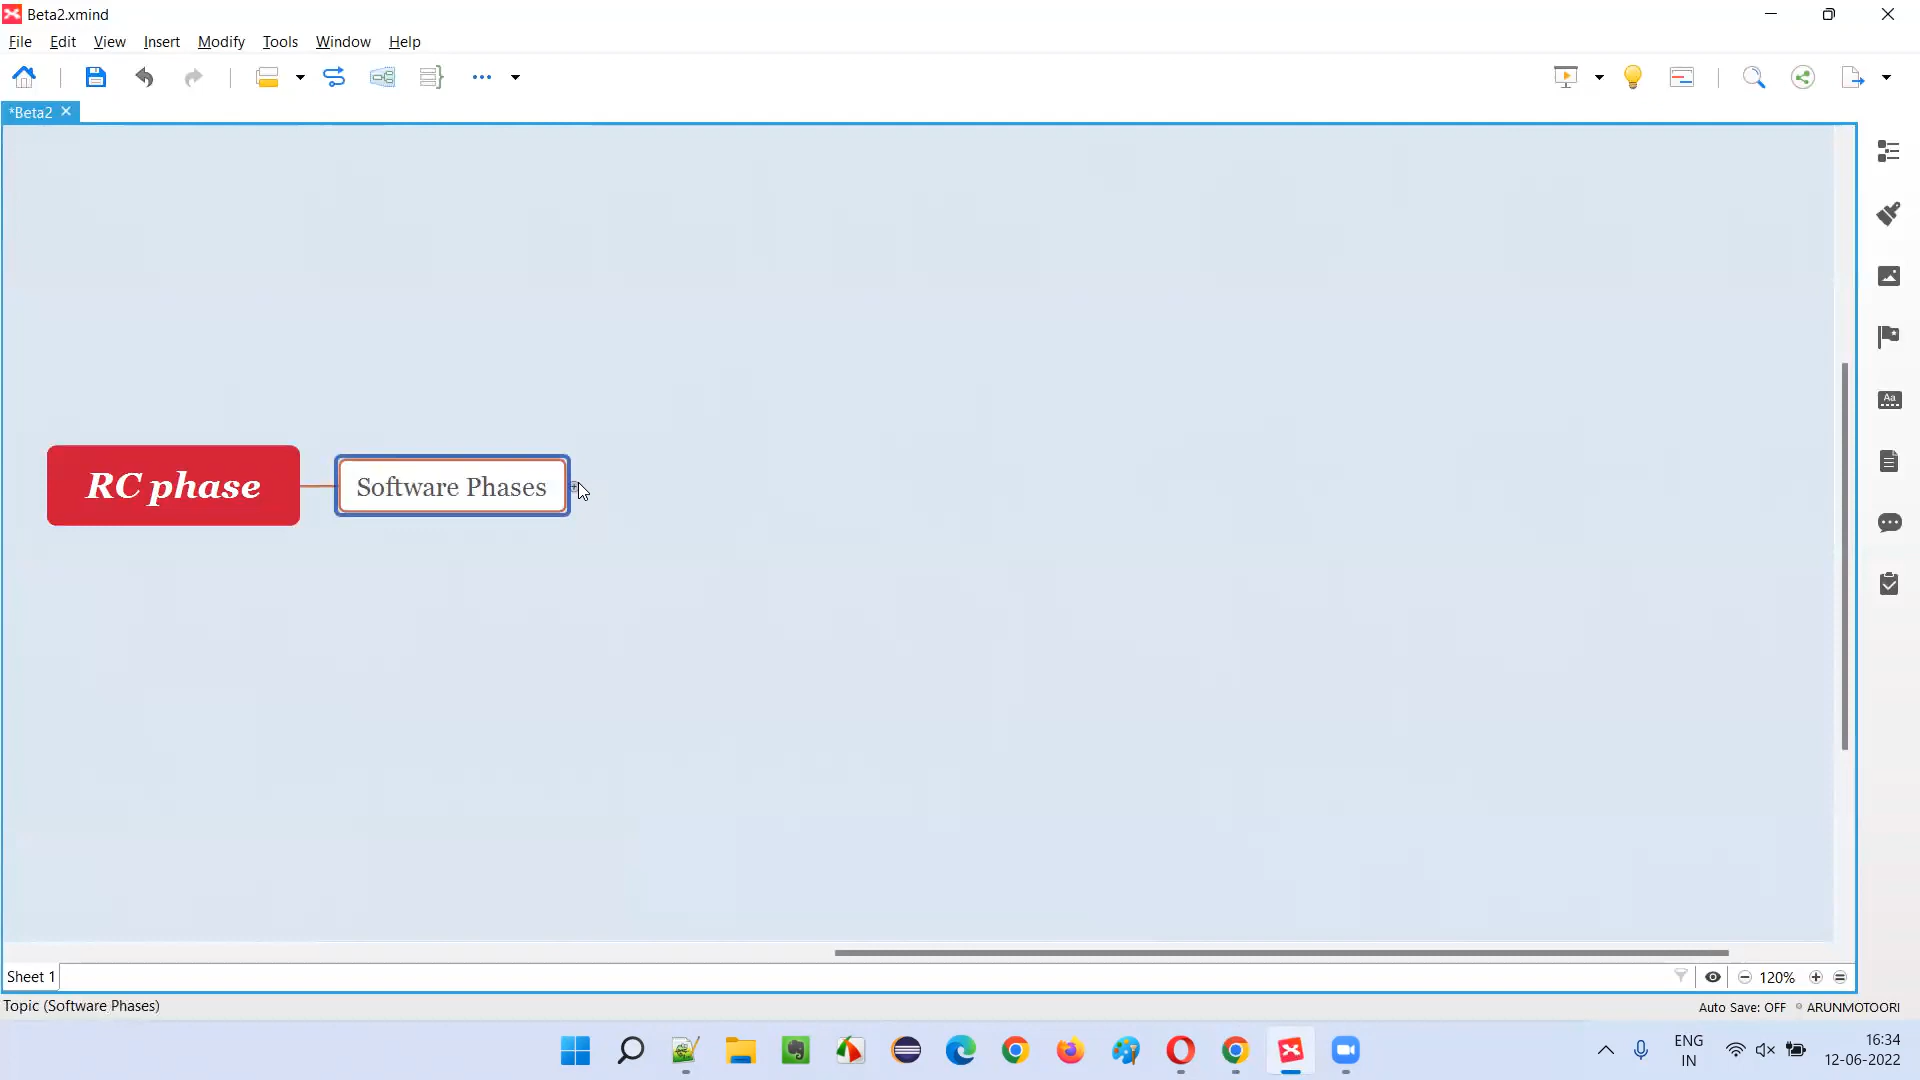 Beta2.xmind
File Edit View Insert Modify Tools Window Help
*Beta2
RC phase
Software Phases
Aa
Sheet 1
120%
Topic (Software Phases)
Auto Save: OFF
ARUNMOTOORI
ENG
IN
16:34
12-06-2022